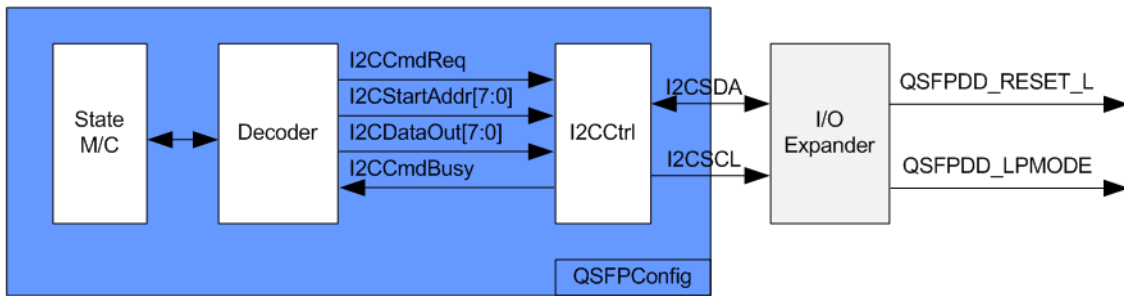 State
M/C
Decoder
I2CCmdReq
I2CStartAddr[7:0]
I2CDataOut[7:0]
I2CCmdBusy
I2CCtrl
I2CSDA
I2CSCL
I/O
Expander
QSFPDD_RESET_L
QSFPDD_LPMODE
QSFPConfig